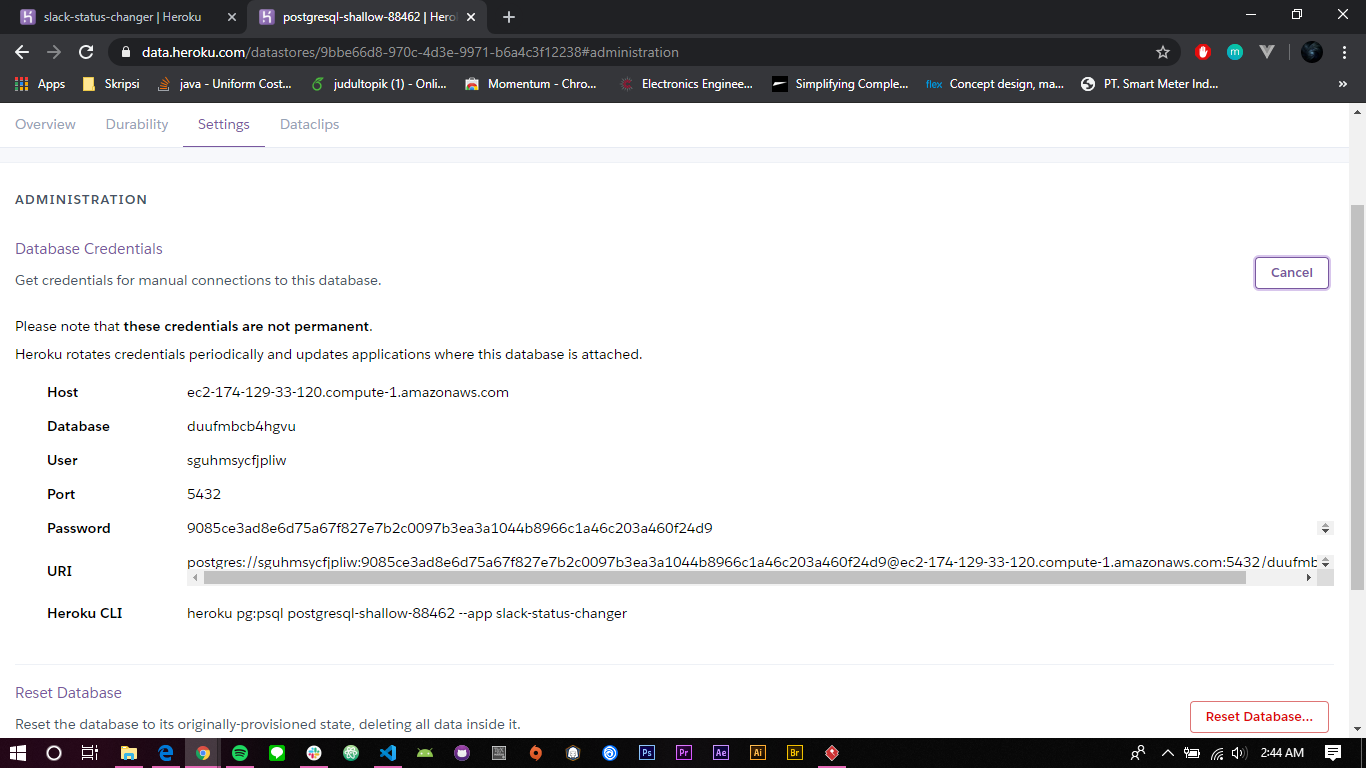 slack-status-changer | Heroku
postgresql-shallow-88462 | Hero
data.heroku.com/datastores/9bbe66d8-970c-4d3e-9971-b6a4c3f12238#administration
Apps Skripsi java - Uniform Cost... judultopik (1) - Onli... Momentum - Chro... Electronics Enginee... Simplifying Comple... flex Concept design, ma... PT. Smart Meter Ind... »
Overview Durability Settings Dataclips
ADMINISTRATION
Database Credentials
Get credentials for manual connections to this database.
Cancel
Please note that these credentials are not permanent.
Heroku rotates credentials periodically and updates applications where this database is attached.
Host ec2-174-129-33-120.compute-1.amazonaws.com
Database duufmbcb4hgvu
User sguhmsycfjpliw
Port 5432
Password 9085ce3ad8e6d75a67f827e7b2c0097b3ea3a1044b8966c1a46c203a460f24d9
URI postgres://sguhmsycfjpliw:9085ce3ad8e6d75a67f827e7b2c0097b3ea3a1044b8966c1a46c203a460f24d9@ec2-174-129-33-120.compute-1.amazonaws.com:5432/duufmb
Heroku CLI heroku pg:psql postgresql-shallow-88462 --app slack-status-changer
Reset Database
Reset the database to its originally-provisioned state, deleting all data inside it.
Reset Database...
Ps Pr Ae Ai Br
2:44 AM